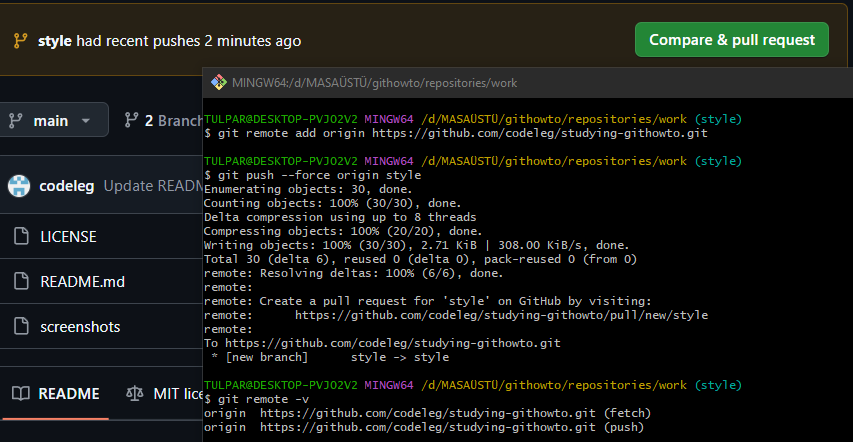 style had recent pushes 2 minutes ago
Compare & pull request
MINGW64:/d/MASAÜSTÜ/githowto/repositories/work
main
2 Branch
codeleg Update READM
LICENSE
README.md
screenshots
README
MIT lice
TULPAR@DESKTOP-PVJO2V2 MINGW64 /d/MASAÜSTÜ/githowto/repositories/work (style)
$ git remote add origin https://github.com/codeleg/studying-githowto.git
TULPAR@DESKTOP-PVJO2V2 MINGW64 /d/MASAÜSTÜ/githowto/repositories/work (style)
$ git push --force origin style
Enumerating objects: 30, done.
Counting objects: 100% (30/30), done.
Delta compression using up to 8 threads
Compressing objects: 100% (20/20), done.
Writing objects: 100% (30/30), 2.71 KiB | 308.00 KiB/s, done.
Total 30 (delta 6), reused 0 (delta 0), pack-reused 0 (from 0)
remote: Resolving deltas: 100% (6/6), done.
remote:
remote: Create a pull request for 'style' on GitHub by visiting:
remote:      https://github.com/codeleg/studying-githowto/pull/new/style
remote:
To https://github.com/codeleg/studying-githowto.git
 * [new branch]      style -> style
TULPAR@DESKTOP-PVJO2V2 MINGW64 /d/MASAÜSTÜ/githowto/repositories/work (style)
$ git remote -v
origin  https://github.com/codeleg/studying-githowto.git (fetch)
origin  https://github.com/codeleg/studying-githowto.git (push)